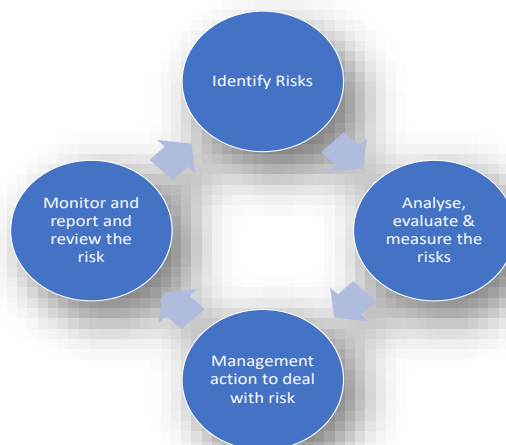 Identify Risks
Analyse,
evaluate &
measure the
risks
Management
action to deal
with risk
Monitor and
report and
review the
risk